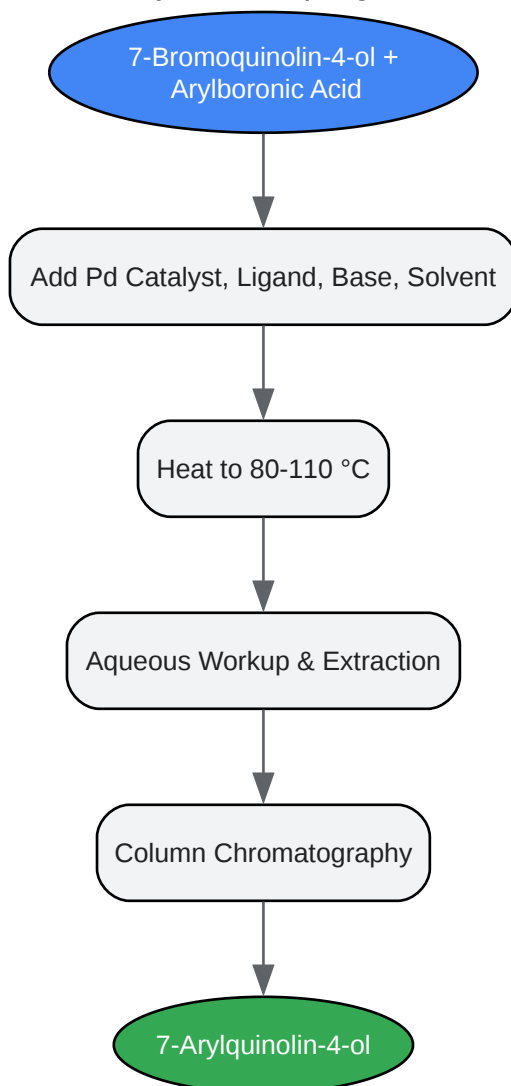 7-Bromoquinolin-4-ol +
Arylboronic Acid
Add Pd Catalyst, Ligand, Base, Solvent
Heat to 80-110 °C
Aqueous Workup & Extraction
Column Chromatography
7-Arylquinolin-4-ol